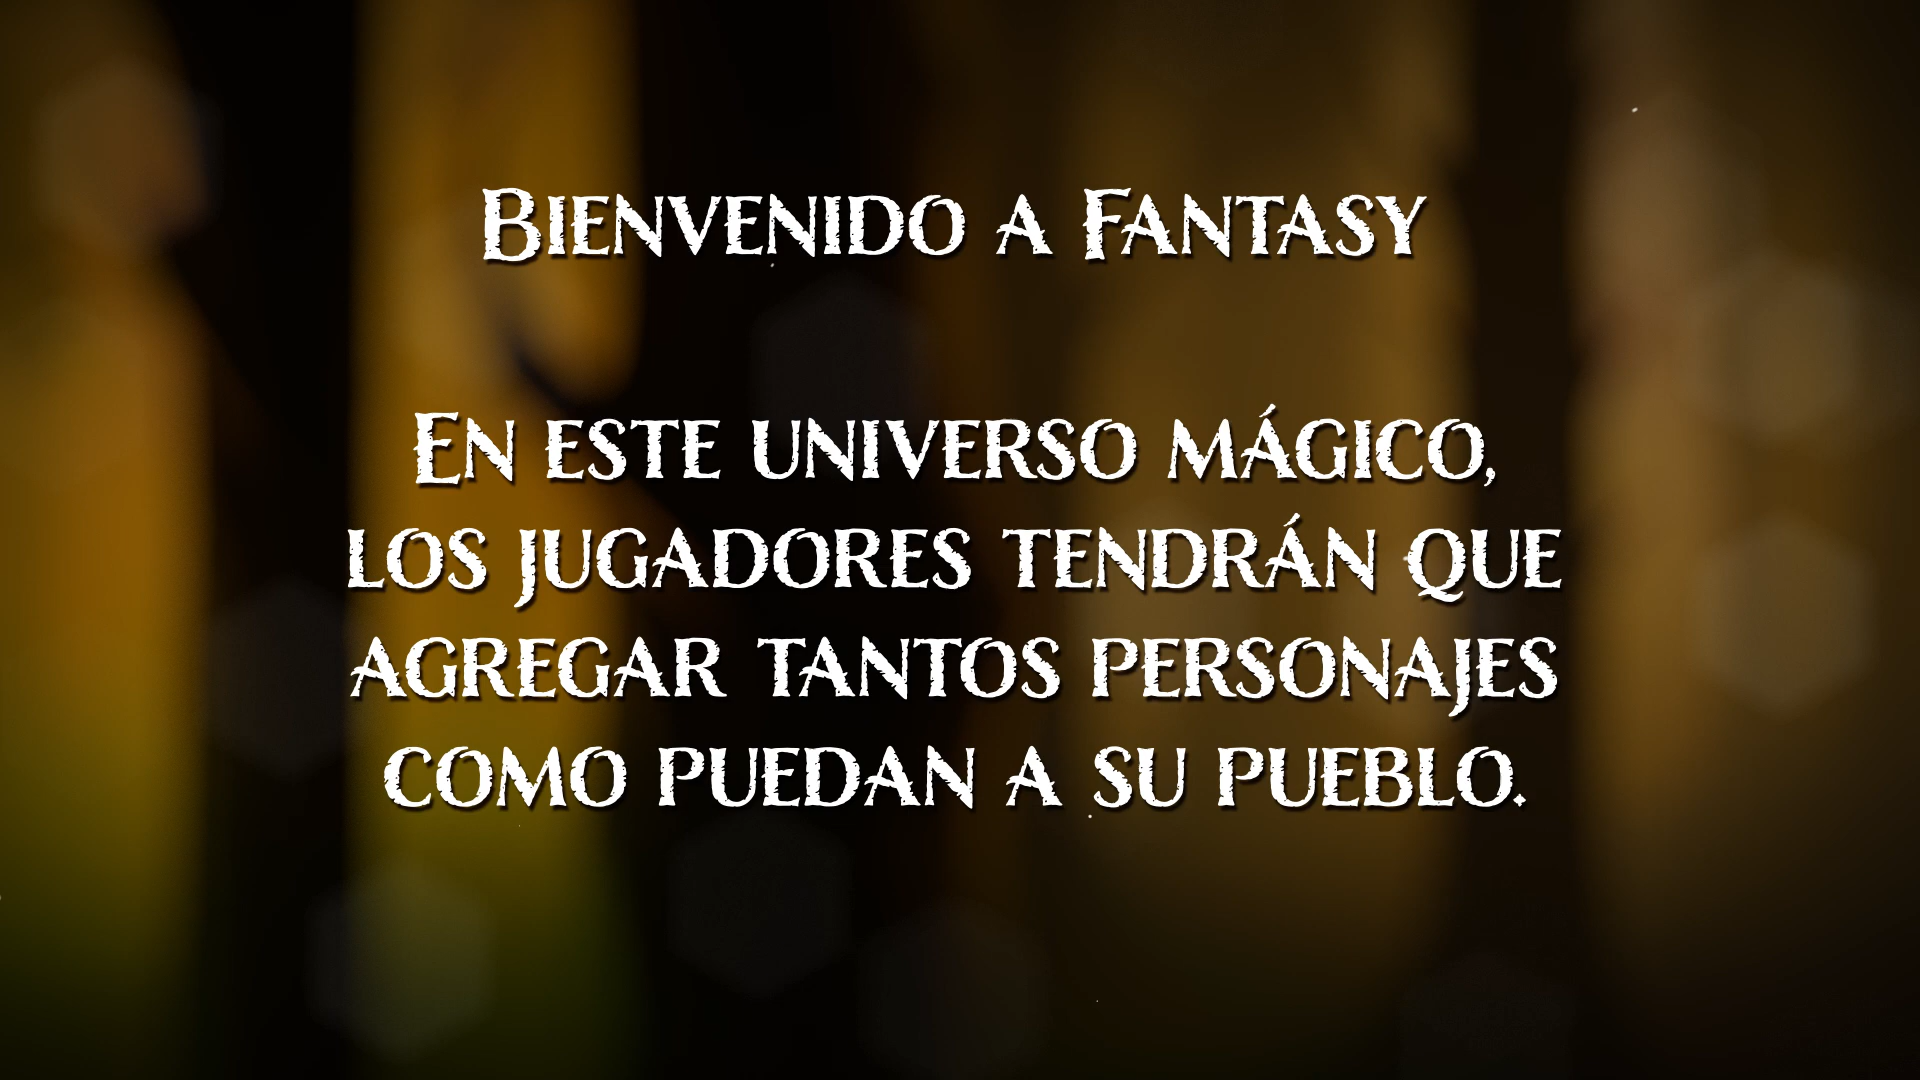 Bienvenido a Fantasy
En este universo mágico,
los jugadores tendrán que
agregar tantos personajes
como puedan a su pueblo.